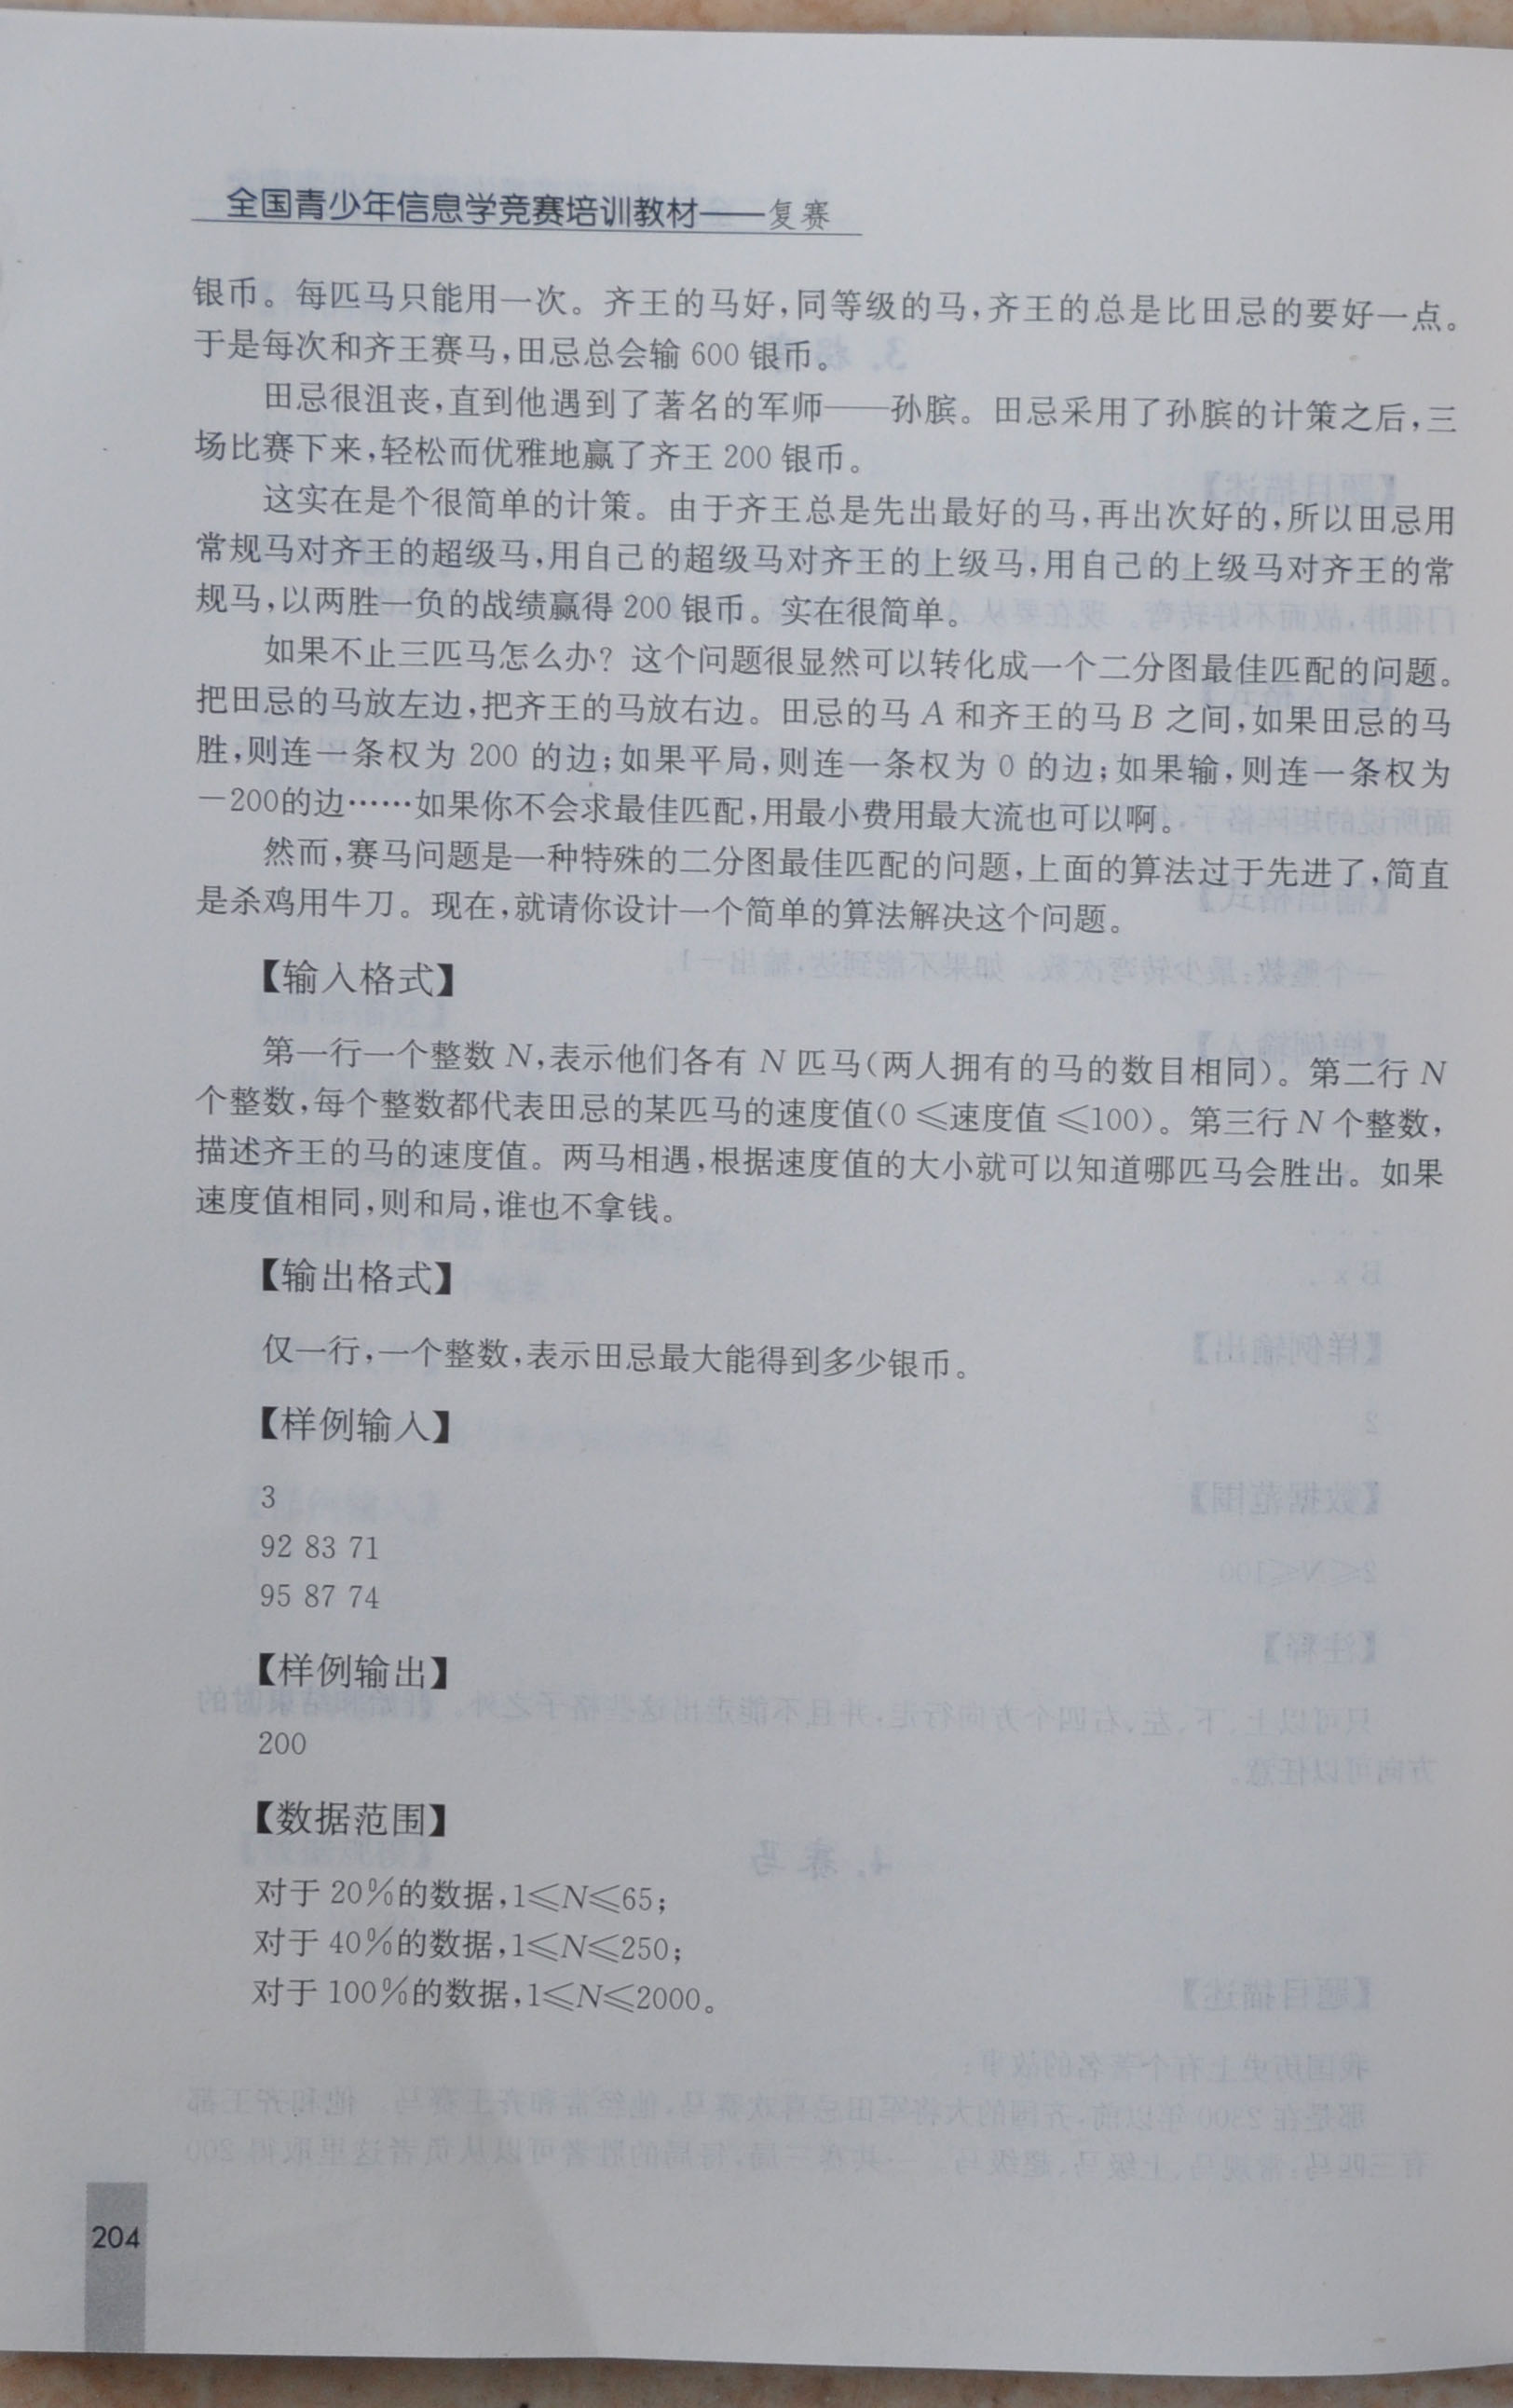 全国青少年信息学竞赛培训教材——复赛
银币。每匹马只能用一次。齐王的马好,同等级的马,齐王的总是比田忌的要好一点。
于是每次和齐王赛马,田忌总会输 600 银币。
田忌很沮丧,直到他遇到了著名的军师——孙膑。田忌采用了孙膑的计策之后,三
场比赛下来,轻松而优雅地赢了齐王 200 银币。
这实在是个很简单的计策。由于齐王总是先出最好的马,再出次好的,所以田忌用
常规马对齐王的超级马,用自己的超级马对齐王的上级马,用自己的上级马对齐王的常
规马,以两胜一负的战绩赢得 200 银币。实在很简单。
如果不止三匹马怎么办？这个问题很显然可以转化成一个二分图最佳匹配的问题。
把田忌的马放左边,把齐王的马放右边。田忌的马 A 和齐王的马 B 之间,如果田忌的马
胜,则连一条权为 200 的边;如果平局,则连一条权为 0 的边;如果输,则连一条权为
－200的边……如果你不会求最佳匹配,用最小费用最大流也可以啊。
然而,赛马问题是一种特殊的二分图最佳匹配的问题,上面的算法过于先进了,简直
是杀鸡用牛刀。现在,就请你设计一个简单的算法解决这个问题。
【输入格式】
第一行一个整数 N,表示他们各有 N 匹马(两人拥有的马的数目相同)。第二行 N
个整数,每个整数都代表田忌的某匹马的速度值(0 ≤速度值 ≤100)。第三行 N 个整数,
描述齐王的马的速度值。两马相遇,根据速度值的大小就可以知道哪匹马会胜出。如果
速度值相同,则和局,谁也不拿钱。
【输出格式】
仅一行,一个整数,表示田忌最大能得到多少银币。
【样例输入】
3
92 83 71
95 87 74
【样例输出】
200
【数据范围】
对于 20%的数据,1≤N≤65;
对于 40%的数据,1≤N≤250;
对于 100%的数据,1≤N≤2000。
204